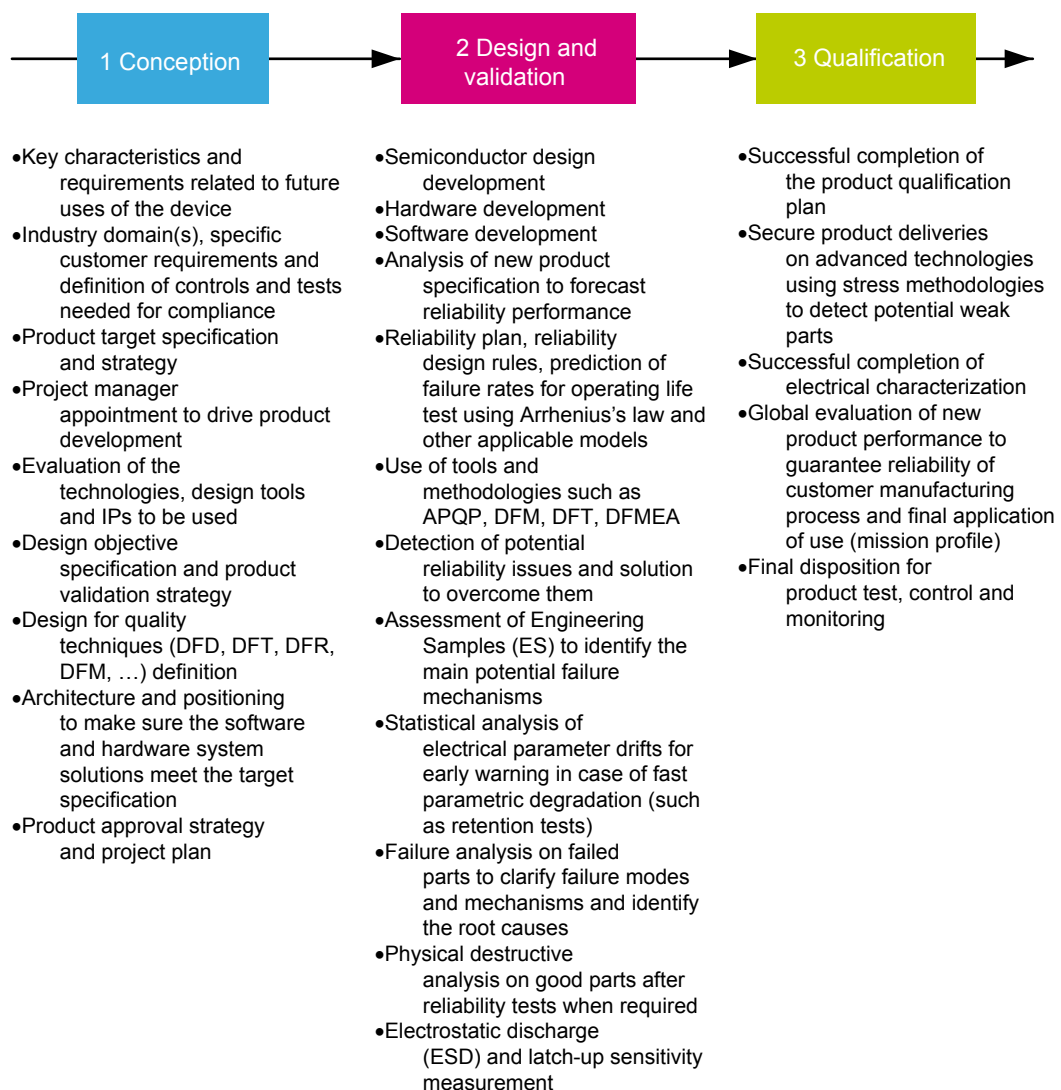 1 Conception
2 Design and
validation
3 Qualification
•Key characteristics and
requirements related to future
uses of the device
•Industry domain(s), specific
customer requirements and
definition of controls and tests
needed for compliance
•Product target specification
and strategy
•Project manager
appointment to drive product
development
•Evaluation of the
technologies, design tools
and IPs to be used
•Design objective
specification and product
validation strategy
•Design for quality
techniques (DFD, DFT, DFR,
DFM, …) definition
•Architecture and positioning
to make sure the software
and hardware system
solutions meet the target
specification
•Product approval strategy
and project plan
•Semiconductor design
development
•Hardware development
•Software development
•Analysis of new product
specification to forecast
reliability performance
•Reliability plan, reliability
design rules, prediction of
failure rates for operating life
test using Arrhenius’s law and
other applicable models
•Use of tools and
methodologies such as
APQP, DFM, DFT, DFMEA
•Detection of potential
reliability issues and solution
to overcome them
•Assessment of Engineering
Samples (ES) to identify the
main potential failure
mechanisms
•Statistical analysis of
electrical parameter drifts for
early warning in case of fast
parametric degradation (such
as retention tests)
•Failure analysis on failed
parts to clarify failure modes
and mechanisms and identify
the root causes
•Physical destructive
analysis on good parts after
reliability tests when required
•Electrostatic discharge
(ESD) and latch-up sensitivity
measurement
•Successful completion of
the product qualification
plan
•Secure product deliveries
on advanced technologies
using stress methodologies
to detect potential weak
parts
•Successful completion of
electrical characterization
•Global evaluation of new
product performance to
guarantee reliability of
customer manufacturing
process and final application
of use (mission profile)
•Final disposition for
product test, control and
monitoring